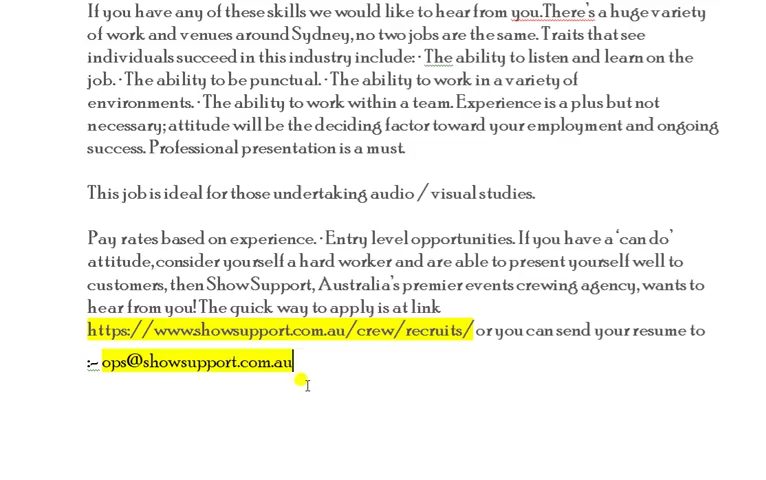 If you have any of these skills we would like to hear from you.There's a huge variety
of work and venues around Sydney, no two jobs are the same. Traits that see
individuals succeed in this industry include: · The ability to listen and learn on the
job. · The ability to be punctual. · The ability to work in a variety of
environments. · The ability to work within a team. Experience is a plus but not
necessary; attitude will be the deciding factor toward your employment and ongoing
success. Professional presentation is a must.
This job is ideal for those undertaking audio / visual studies.
Pay rates based on experience. · Entry level opportunities. If you have a 'can do'
attitude, consider yourself a hard worker and are able to present yourself well to
customers, then Show Support, Australia's premier events crewing agency, wants to
hear from you! The quick way to apply is at link
https://www.showsupport.com.au/crew/recruits/ or you can send your resume to
:- ops@showsupport.com.au